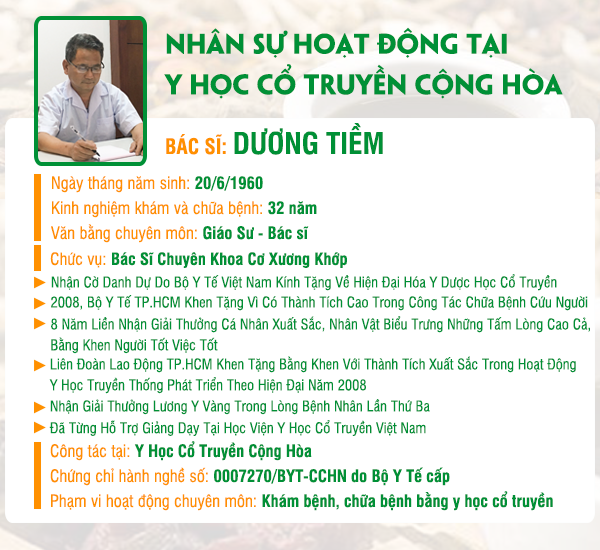 NHÂN SỰ HOẠT ĐỘNG TẠI
Y HỌC CỔ TRUYỀN CỘNG HÒA
BÁC SĨ: DƯƠNG TIỀM
Ngày tháng năm sinh: 20/6/1960
Kinh nghiệm khám và chữa bệnh: 32 năm
Văn bằng chuyên môn: Giáo Sư - Bác sĩ
Chức vụ: Bác Sĩ Chuyên Khoa Cơ Xương Khớp
Nhận Cờ Danh Dự Do Bộ Y Tế Việt Nam Kính Tặng Về Hiện Đại Hóa Y Dược Học Cổ Truyền
2008, Bộ Y Tế TP.HCM Khen Tặng Vì Có Thành Tích Cao Trong Công Tác Chữa Bệnh Cứu Người
8 Năm Liền Nhận Giải Thưởng Cá Nhân Xuất Sắc, Nhân Vật Biểu Trưng Những Tấm Lòng Cao Cả,
Bằng Khen Người Tốt Việc Tốt
Liên Đoàn Lao Động TP.HCM Khen Tặng Bằng Khen Với Thành Tích Xuất Sắc Trong Hoạt Động
Y Học Truyền Thống Phát Triển Theo Hiện Đại Năm 2008
Nhận Giải Thưởng Lương Y Vàng Trong Lòng Bệnh Nhân Lần Thứ Ba
Đã Từng Hỗ Trợ Giảng Dạy Tại Học Viện Y Học Cổ Truyền Việt Nam
Công tác tại: Y Học Cổ Truyền Cộng Hòa
Chứng chỉ hành nghề số: 0007270/BYT-CCHN do Bộ Y Tế cấp
Phạm vi hoạt động chuyên môn: Khám bệnh, chữa bệnh bằng y học cổ truyền